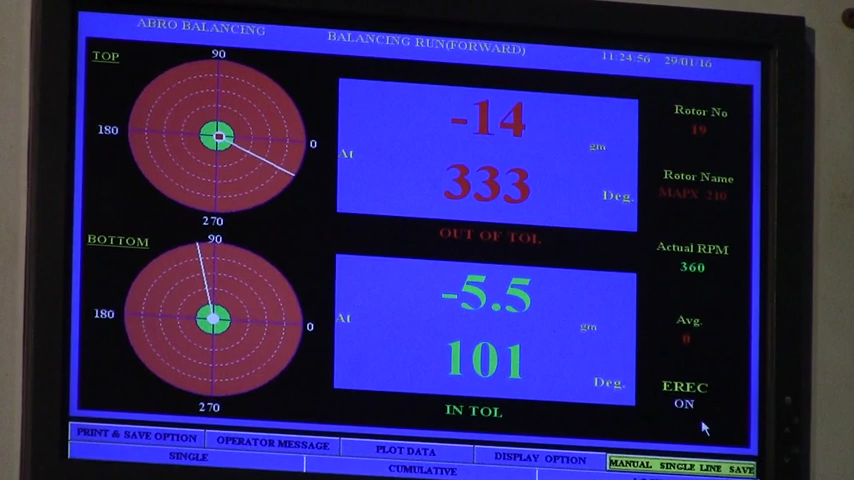 ABRO BALANCING
BALANCING RUN(FORWARD)
11:24:56 29/01/16
TOP
90
180
0
270
-14
gm
At
333
Deg.
OUT OF TOL
Rotor No
19
Rotor Name
MAPX 210
BOTTOM
90
180
0
270
-5.5
gm
At
101
Deg.
IN TOL
Actual RPM
360
Avg.
0
EREC
ON
PRINT & SAVE OPTION
OPERATOR MESSAGE
PLOT DATA
DISPLAY OPTION
MANUAL SINGLE LINE SAVE
SINGLE
CUMULATIVE